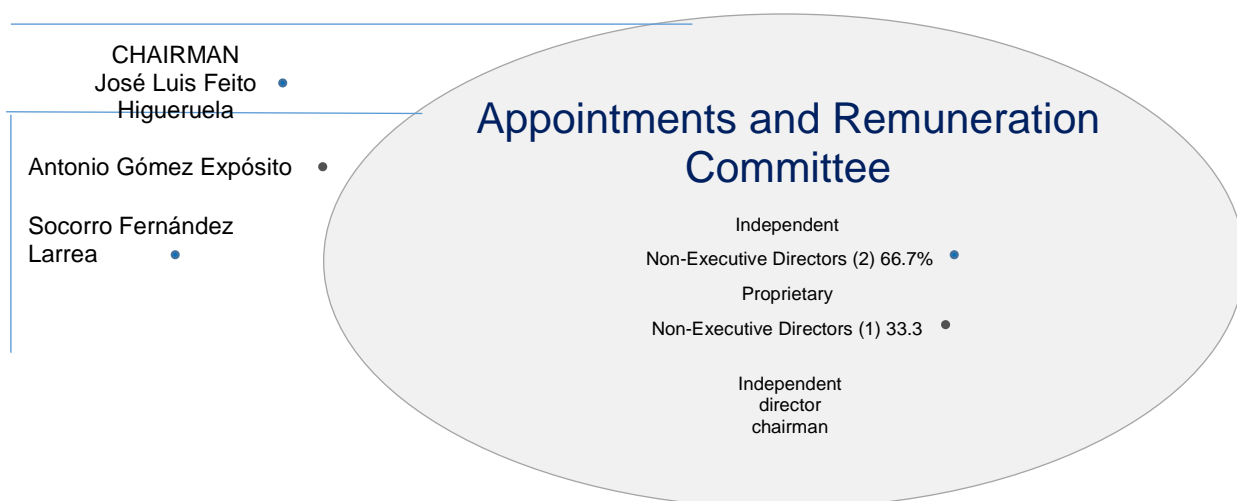 CHAIRMAN
José Luis Feito
Higueruela
Antonio Gómez Expósito
Socorro Fernández
Larrea
Appointments and Remuneration
Committee
Independent
Non-Executive Directors (2) 66.7%
Proprietary
Non-Executive Directors (1) 33.3
Independent
director
chairman